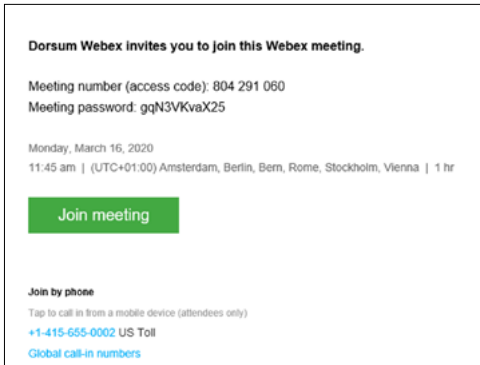 Dorsum Webex invites you to join this Webex meeting.
Meeting number (access code): 804 291 060
Meeting password: gqN3VKvaX25
Monday, March 16, 2020
11:45 am | (UTC+01:00) Amsterdam, Berlin, Bern, Rome, Stockholm, Vienna | 1 hr
Join meeting
Join by phone
Tap to call in from a mobile device (attendees only)
+1-415-655-0002 US Toll
Global call-in numbers